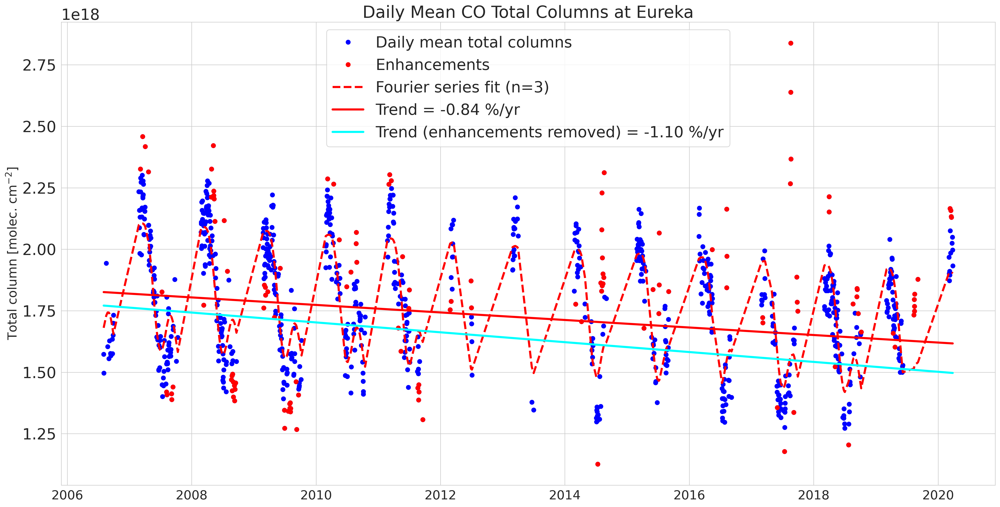 Daily Mean CO Total Columns at Eureka
1e18
Daily mean total columns
Enhancements
Fourier series fit (n=3)
Trend = -0.84 %/yr
Trend (enhancements removed) = -1.10 %/yr
Total column [molec. cm⁻²]
2.75
2.50
2.25
2.00
1.75
1.50
1.25
2006 2008 2010 2012 2014 2016 2018 2020